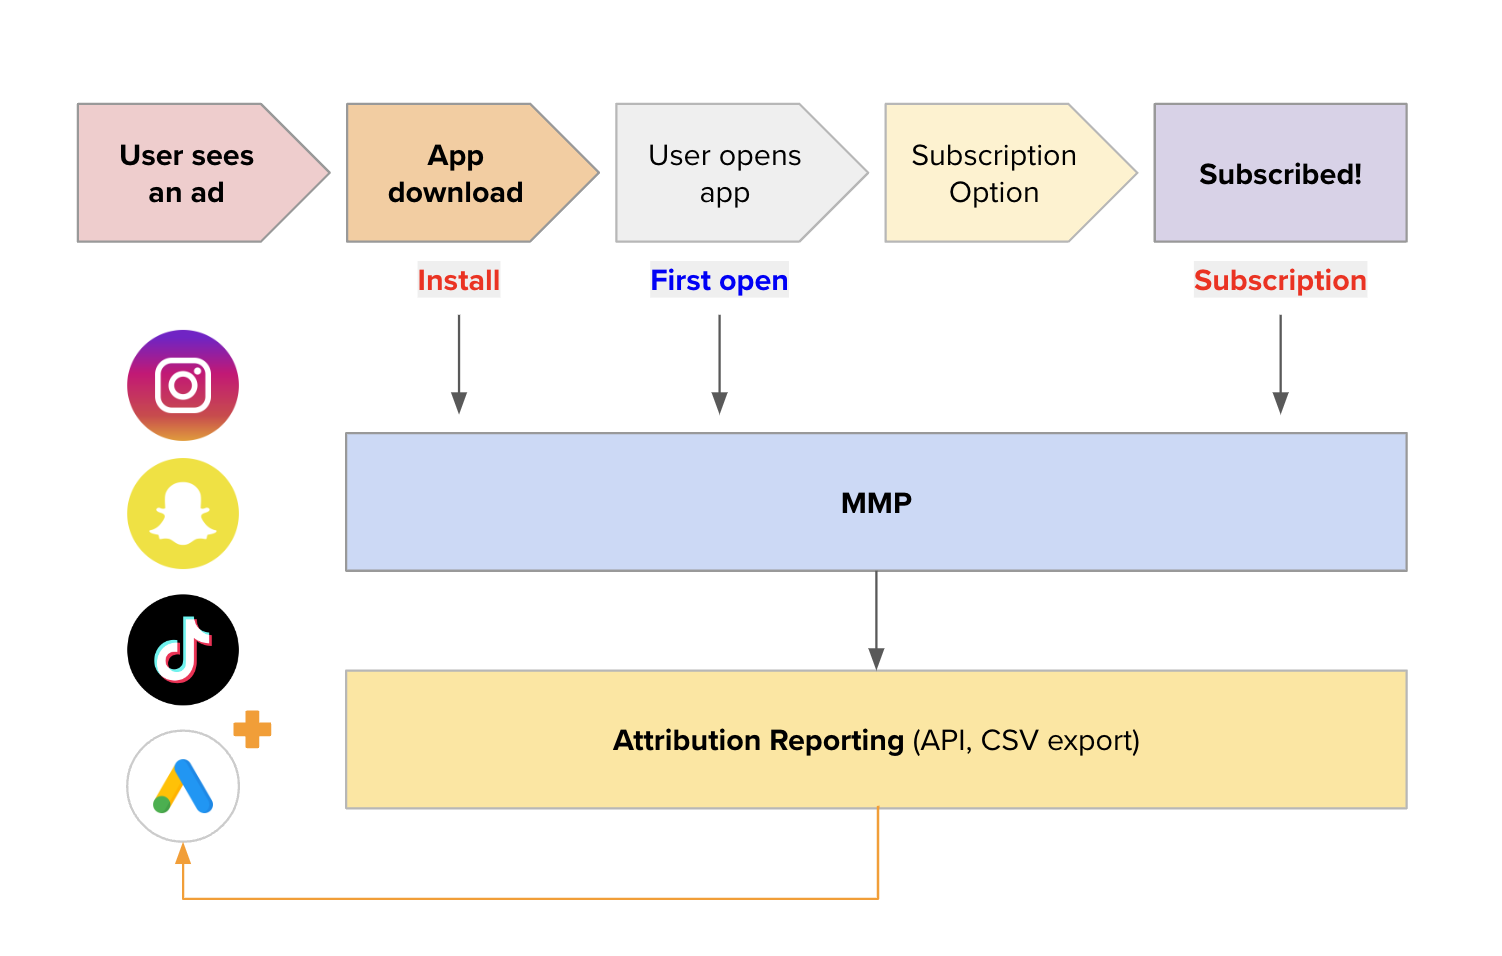 User sees
an ad
App
download
User opens
app
Subscription
Option
Subscribed!
Install
First open
Subscription
MMP
Attribution Reporting (API, CSV export)